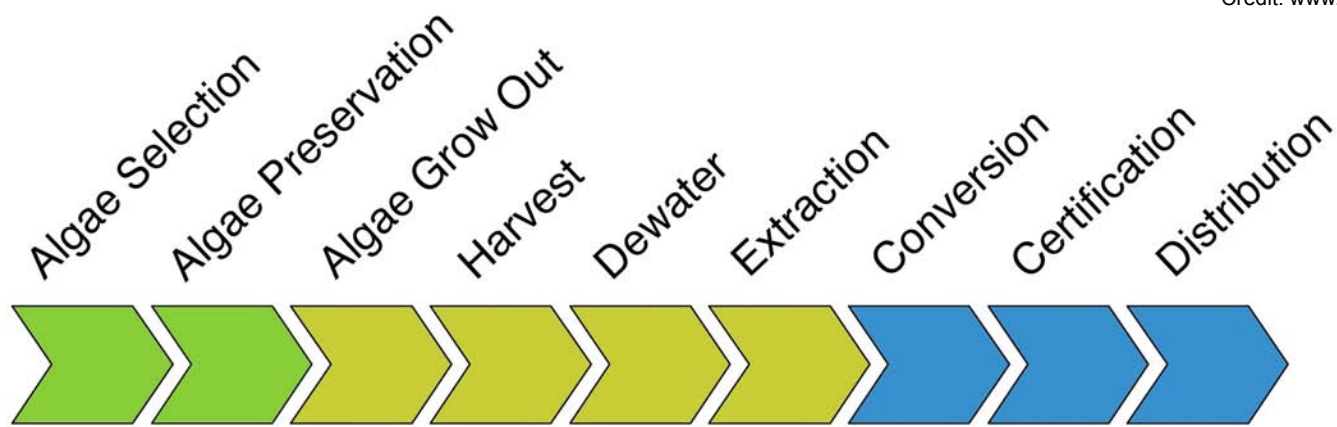 Credit: www.
Algae Selection
Algae Preservation
Algae Grow Out
Harvest
Dewater
Extraction
Conversion
Certification
Distribution